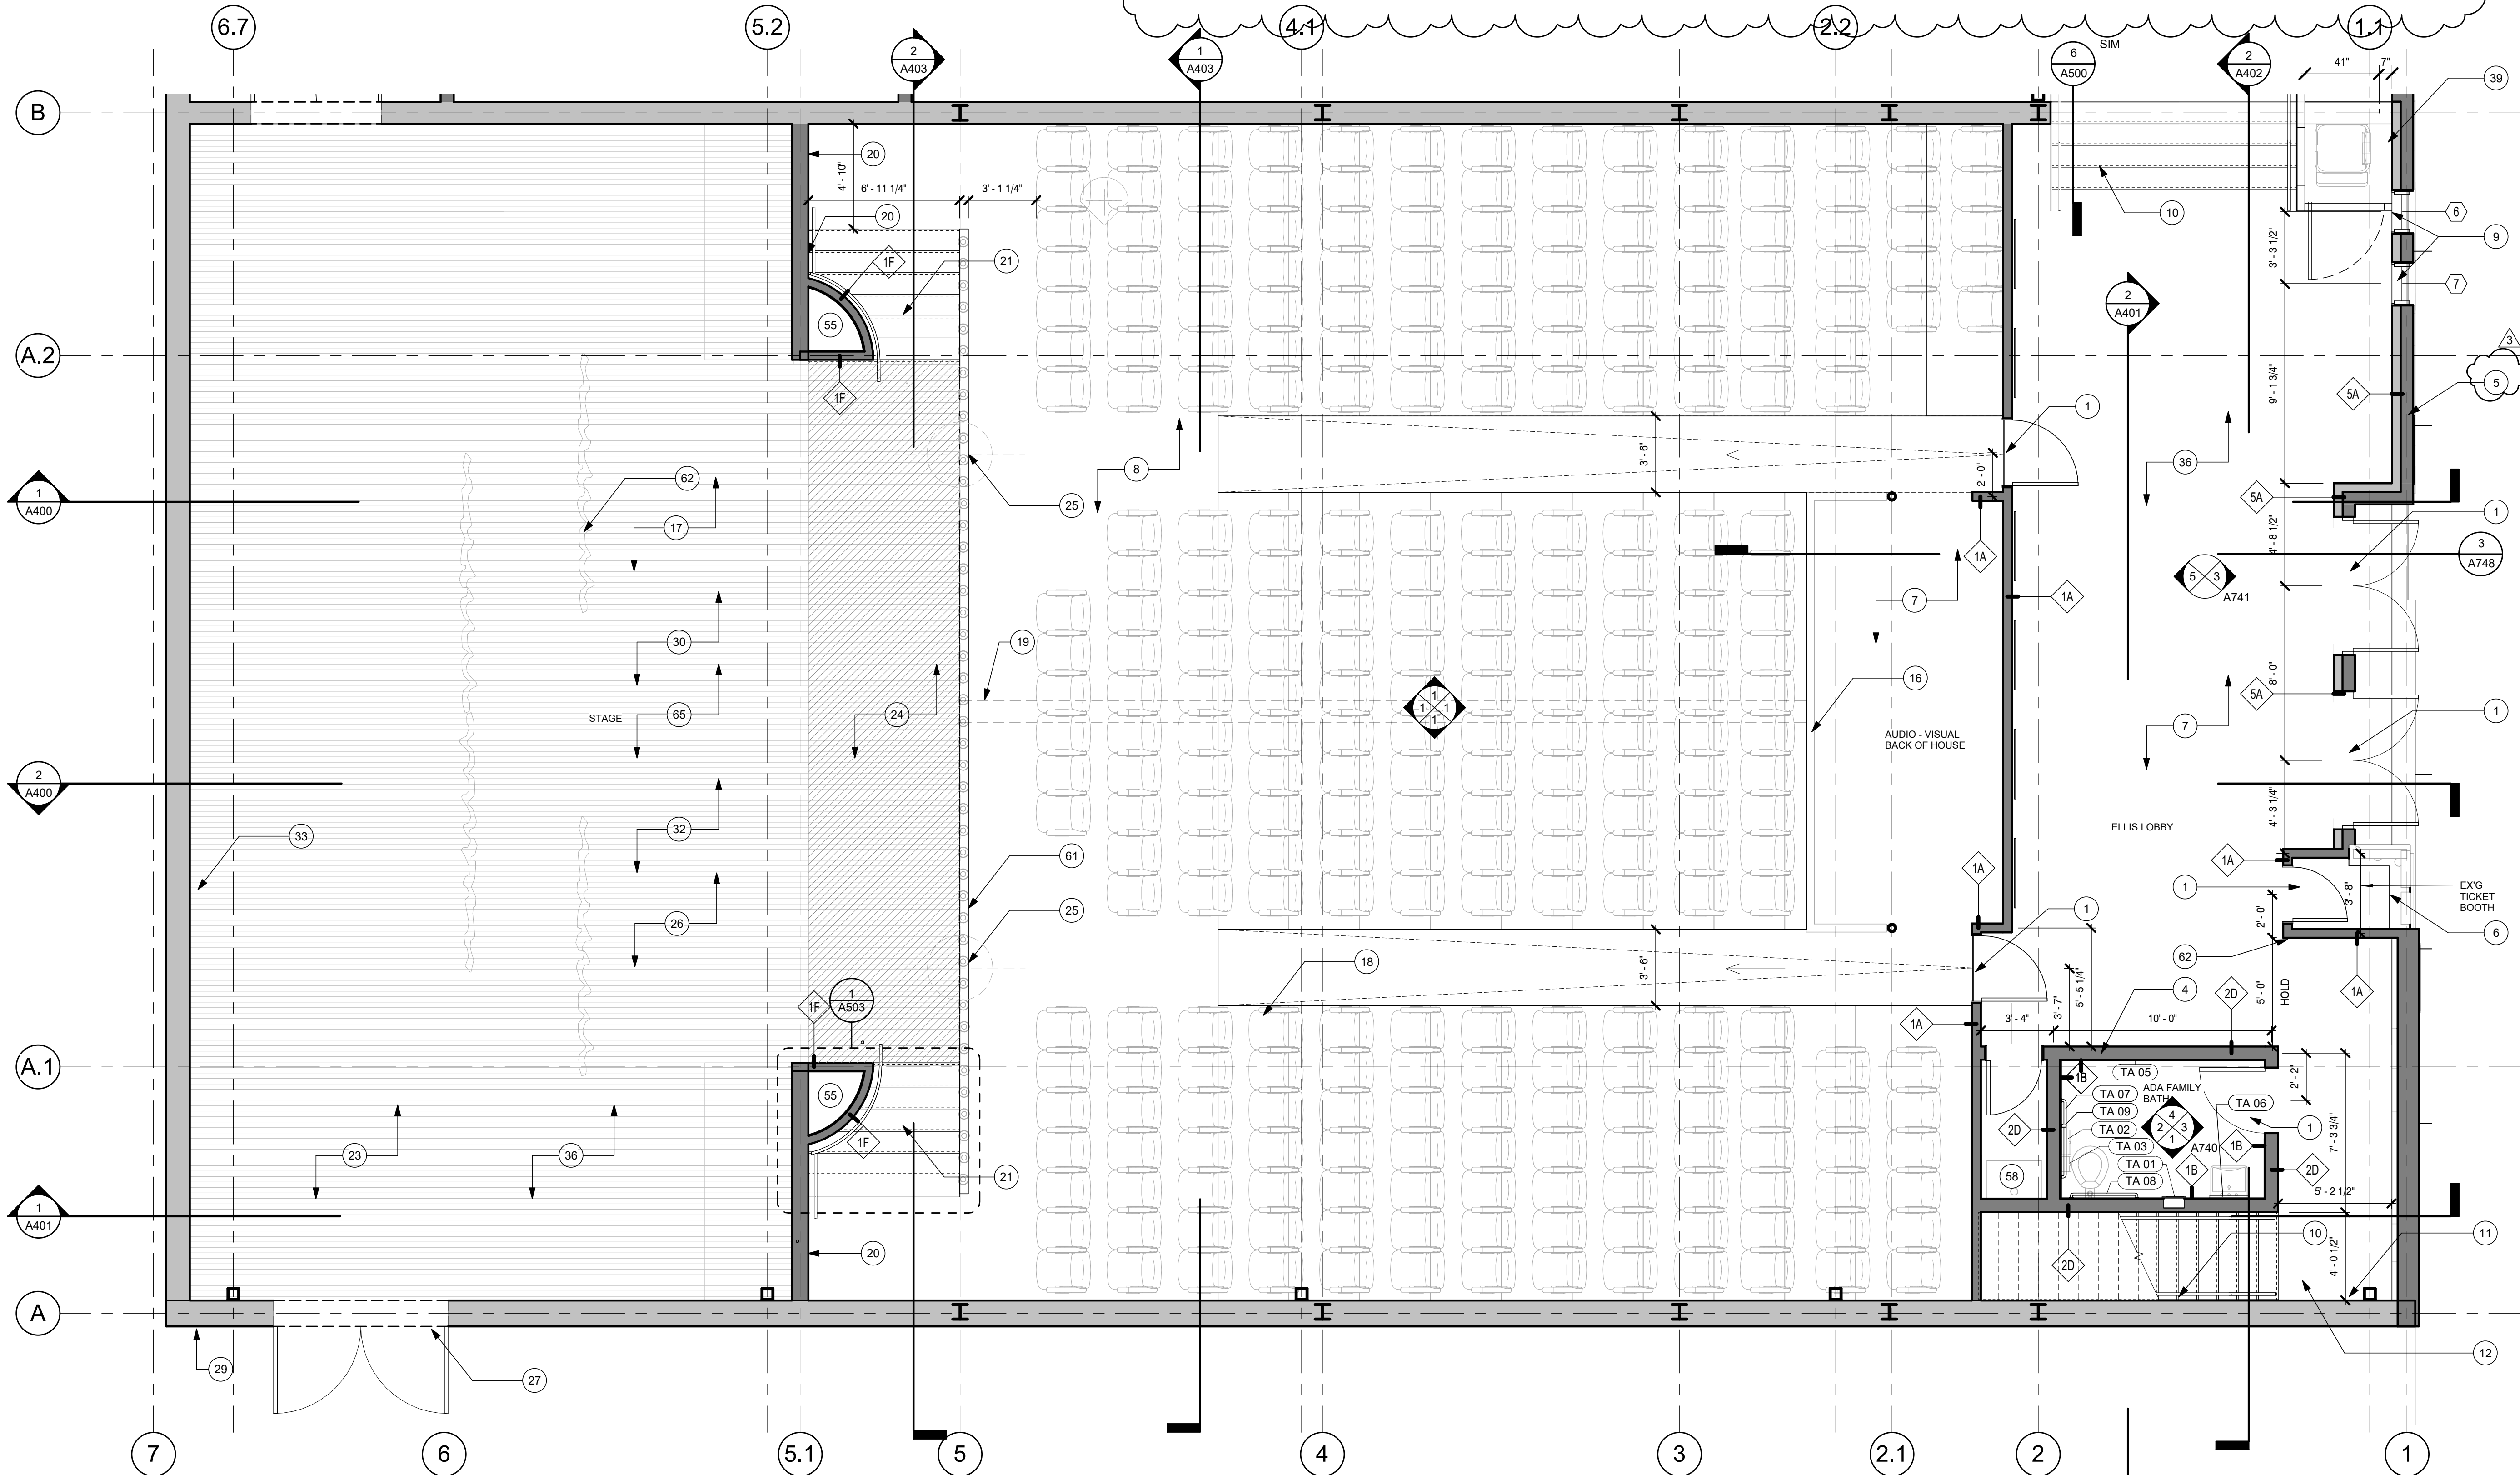 6.7
5.2
4.1
2.2
1.1
2
A403
1
A403
6
A500
SIM
2
A402
41"
7"
39
B
20
4' - 10"
6' - 11 1/4"
3' - 1 1/4"
20
10
6
9
3' - 3 1/2"
1F
21
7
2
A401
55
3
A.2
5
9' - 1 3/4"
1F
5A
1
8
3' - 6"
2' - 0"
36
62
1
A400
25
17
5A
1
4' - 8 1/2"
1A
3
A748
5
3
A741
7
1A
30
19
16
8' - 0"
5A
STAGE
65
24
1
1
1
1
1
AUDIO - VISUAL
BACK OF HOUSE
7
2
A400
4' - 3 1/4"
32
ELLIS LOBBY
33
61
1A
1A
1
3' - 8"
EX'G
TICKET
BOOTH
26
25
1
2' - 0"
6
18
3' - 6"
62
1F
1
A503
5' - 5 1/4"
4
2D
5' - 0"
HOLD
1A
1A
3' - 4"
3' - 7"
10' - 0"
A.1
1B
TA 05
2' - 2"
55
TA 07
ADA FAMILY
BATH
TA 06
TA 09
1F
2D
TA 02
4
2
3
1
A740
1
7' - 3 3/4"
23
36
TA 03
1B
21
58
TA 01
1B
2D
TA 08
5' - 2 1/2"
1
A401
20
10
4' - 0 1/2"
11
2D
A
29
27
12
7
6
5.1
5
4
3
2.1
2
1